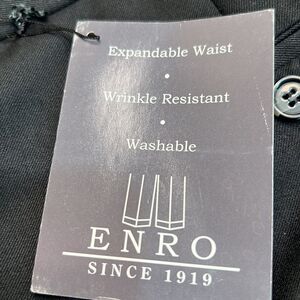 Expandable Waist
•
Wrinkle Resistant
•
Washable
ENRO
SINCE 1919